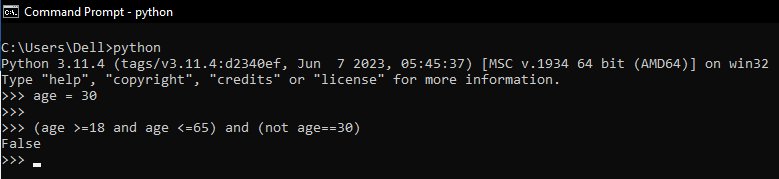 Command Prompt - python
C:\Users\Dell>python
Python 3.11.4 (tags/v3.11.4:d2340ef, Jun  7 2023, 05:45:37) [MSC v.1934 64 bit (AMD64)] on win32
Type "help", "copyright", "credits" or "license" for more information.
>>> age = 30
>>>
>>> (age >=18 and age <=65) and (not age==30)
False
>>>